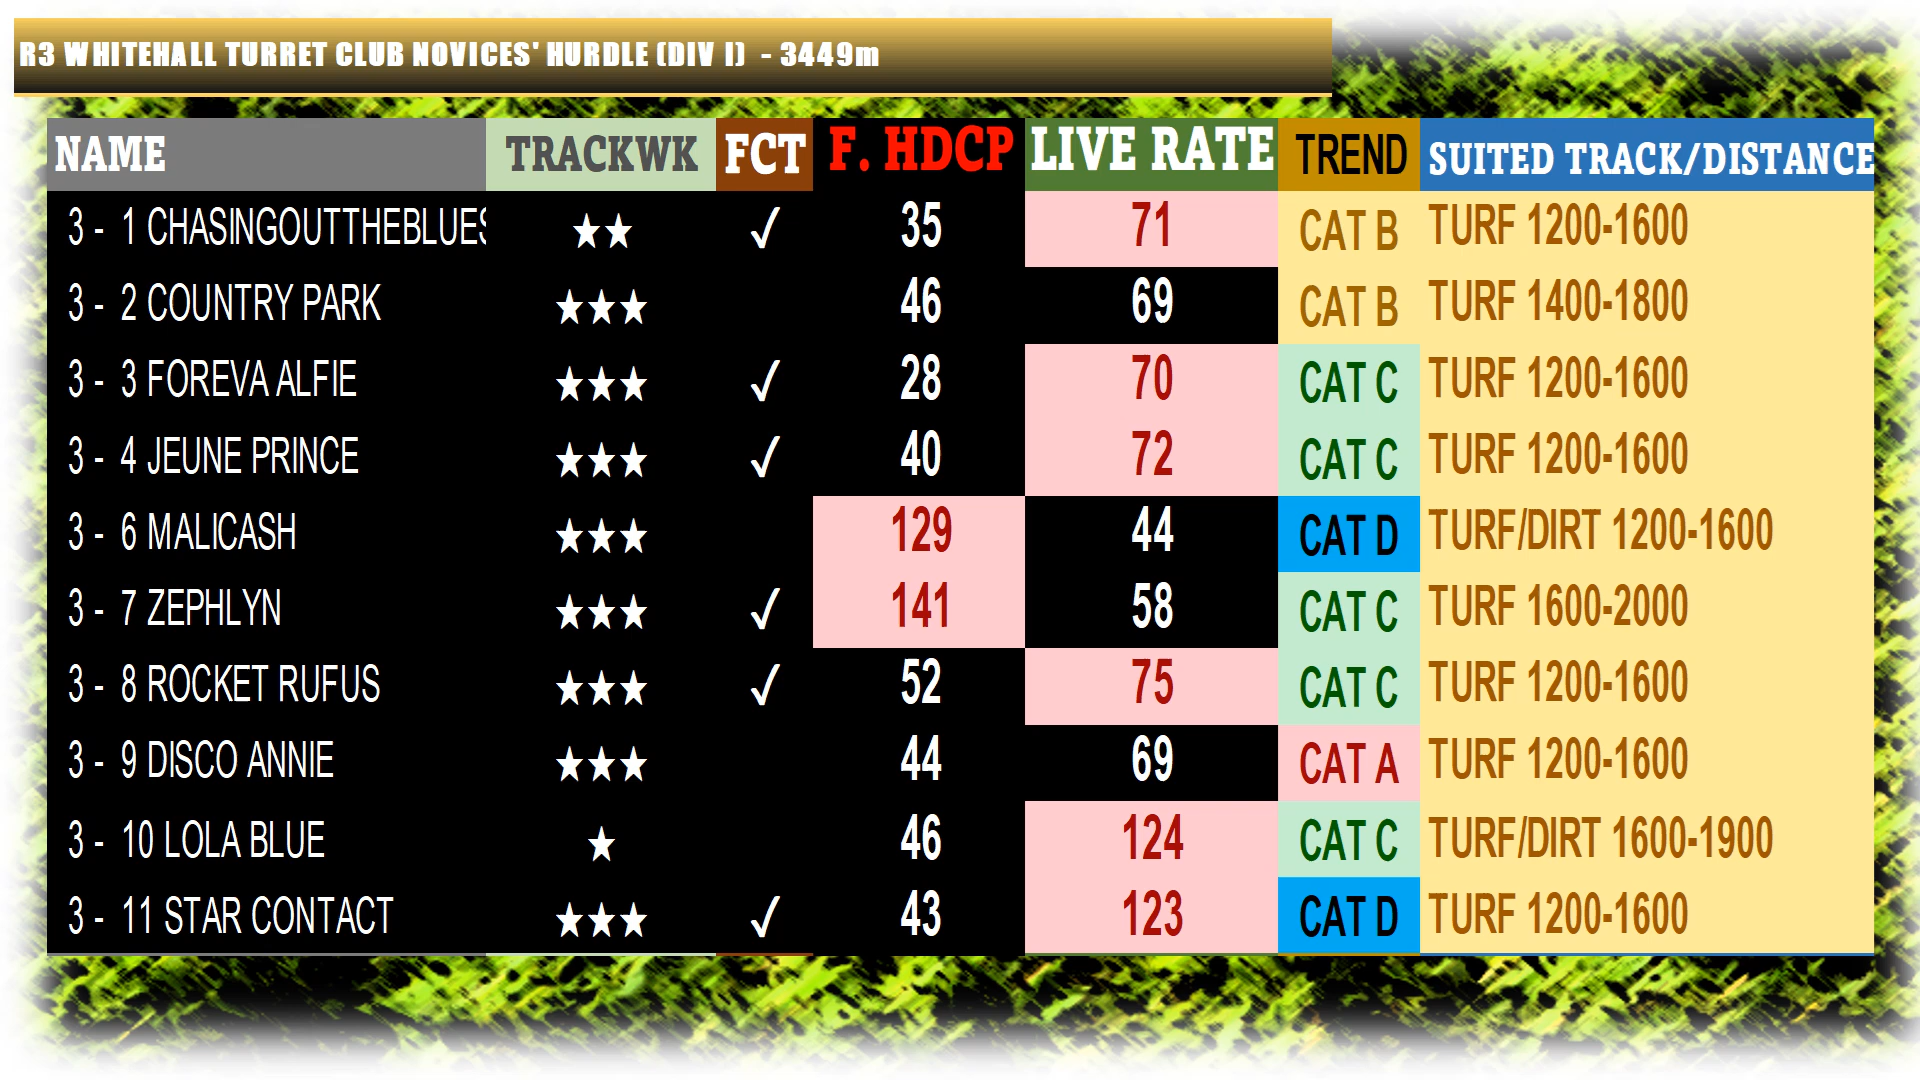 R3 WHITEHALL TURRET CLUB NOVICES' HURDLE (DIV I) - 3449m
NAME TRACKWK FCT F. HDCP LIVE RATE TREND SUITED TRACK/DISTANCE
3 - 1 CHASINGOUTTHEBLUES ★★ ✓ 35 71 CAT B TURF 1200-1600
3 - 2 COUNTRY PARK ★★★ 46 69 CAT B TURF 1400-1800
3 - 3 FOREVA ALFIE ★★★ ✓ 28 70 CAT C TURF 1200-1600
3 - 4 JEUNE PRINCE ★★★ ✓ 40 72 CAT C TURF 1200-1600
3 - 6 MALICASH ★★★ 129 44 CAT D TURF/DIRT 1200-1600
3 - 7 ZEPHLYN ★★★ ✓ 141 58 CAT C TURF 1600-2000
3 - 8 ROCKET RUFUS ★★★ ✓ 52 75 CAT C TURF 1200-1600
3 - 9 DISCO ANNIE ★★★ 44 69 CAT A TURF 1200-1600
3 - 10 LOLA BLUE ★ 46 124 CAT C TURF/DIRT 1600-1900
3 - 11 STAR CONTACT ★★★ ✓ 43 123 CAT D TURF 1200-1600